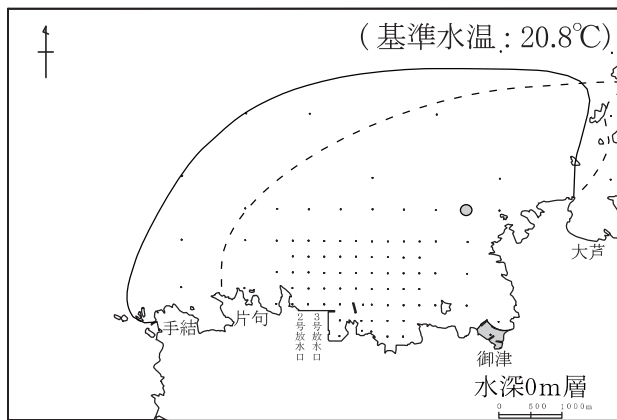 (基準水温:20.8℃)
大芦
手結
片句
2号放水口
3号放水口
御津
水深0m層
0 500 1000m